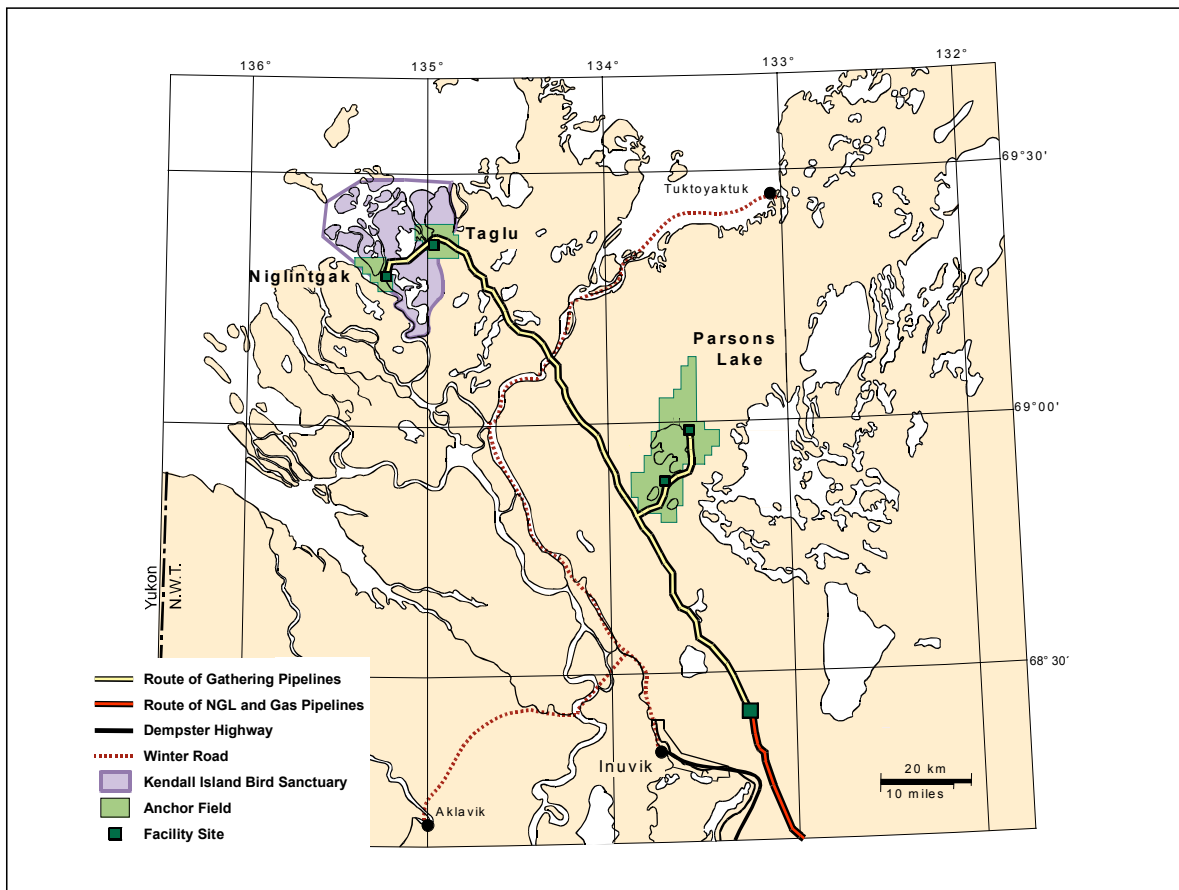 136°
135°
134°
133°
132°
69°30'
Tuktoyaktuk
Taglu
Niglintgak
Parsons
Lake
69°00'
Yukon
N.W.T.
68°30'
Route of Gathering Pipelines
Route of NGL and Gas Pipelines
Dempster Highway
Winter Road
Kendall Island Bird Sanctuary
Anchor Field
Facility Site
Inuvik
Aklavik
20 km
10 miles